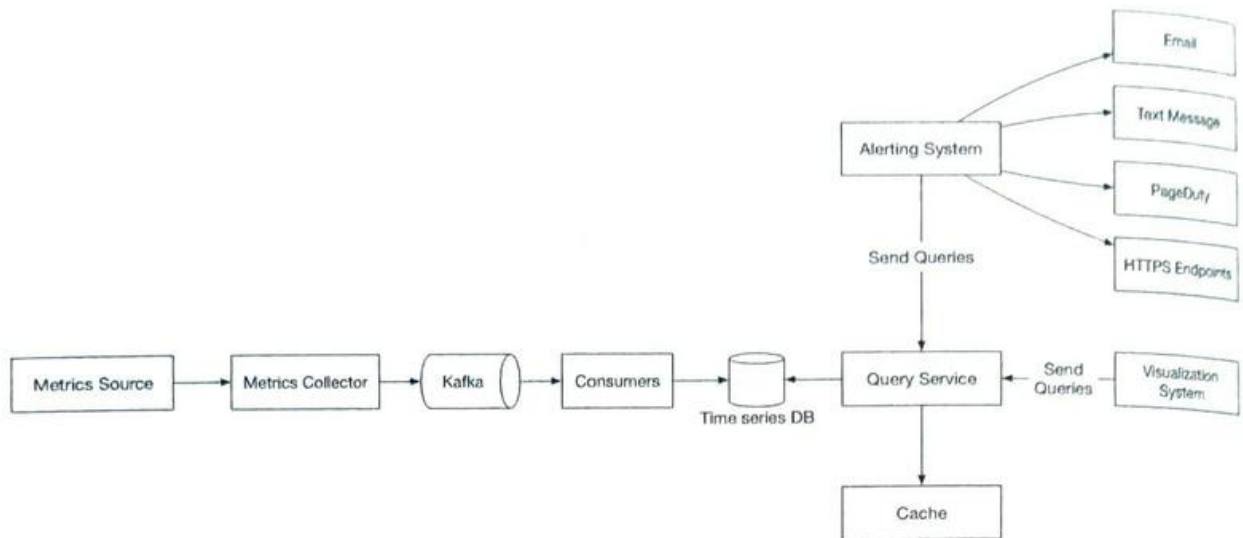 Email
Text Message
Alerting System
PageDuty
Send Queries
HTTPS Endpoints
Metrics Source
Metrics Collector
Kafka
Consumers
Time series DB
Query Service
Send
Queries
Visualization
System
Cache